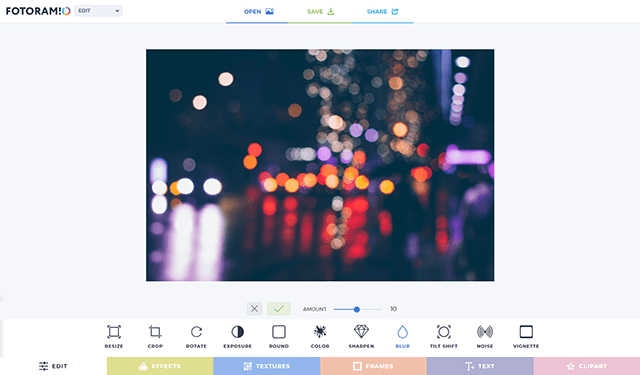 FOTORAMIO EDIT OPEN SAVE SHARE
AMOUNT 10
RESIZE CROP ROTATE EXPOSURE ROUND COLOR SHARPEN BLUR TILT SHIFT NOISE VIGNETTE
EDIT EFFECTS TEXTURES FRAMES TEXT CLIPART